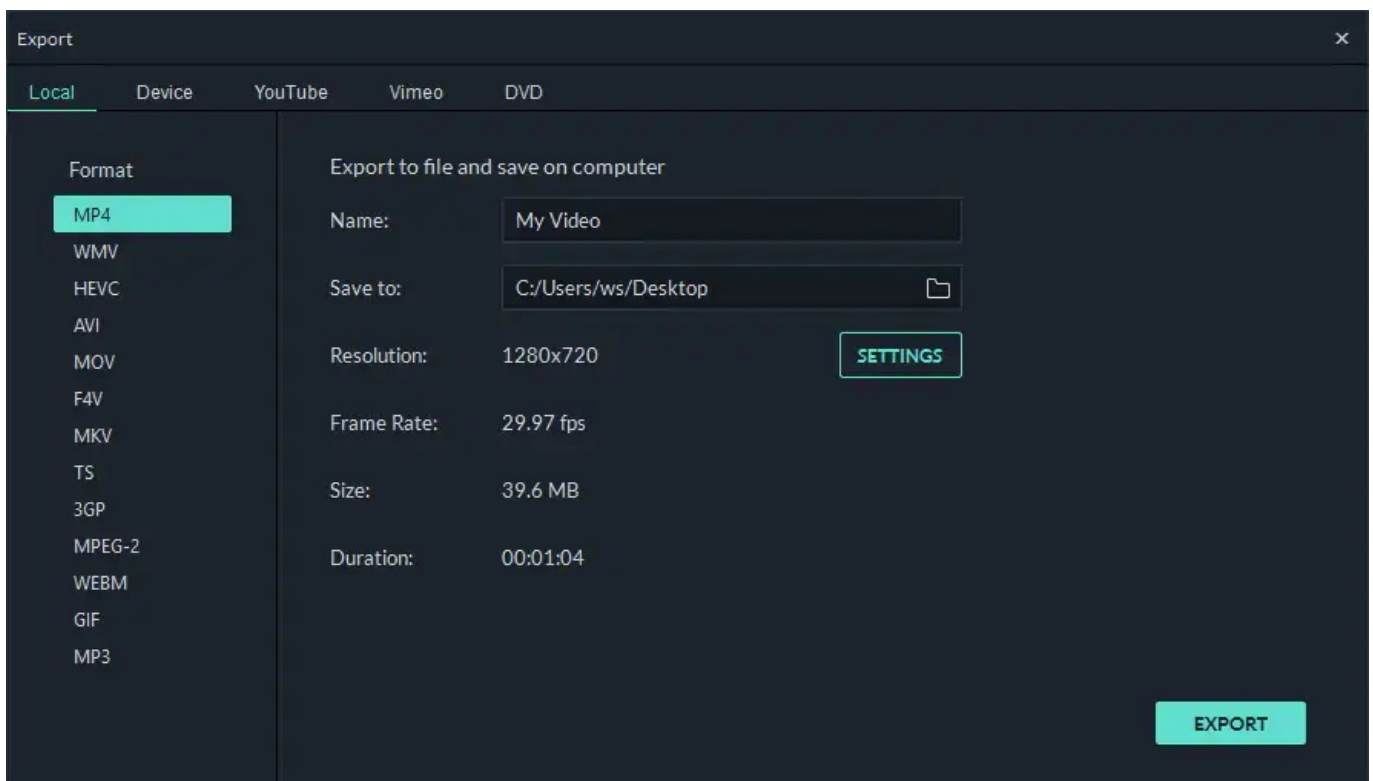 Export
Local Device YouTube Vimeo DVD
Format
MP4
WMV
HEVC
AVI
MOV
F4V
MKV
TS
3GP
MPEG-2
WEBM
GIF
MP3
Export to file and save on computer
Name: My Video
Save to: C:/Users/ws/Desktop
Resolution: 1280x720 SETTINGS
Frame Rate: 29.97 fps
Size: 39.6 MB
Duration: 00:01:04
EXPORT